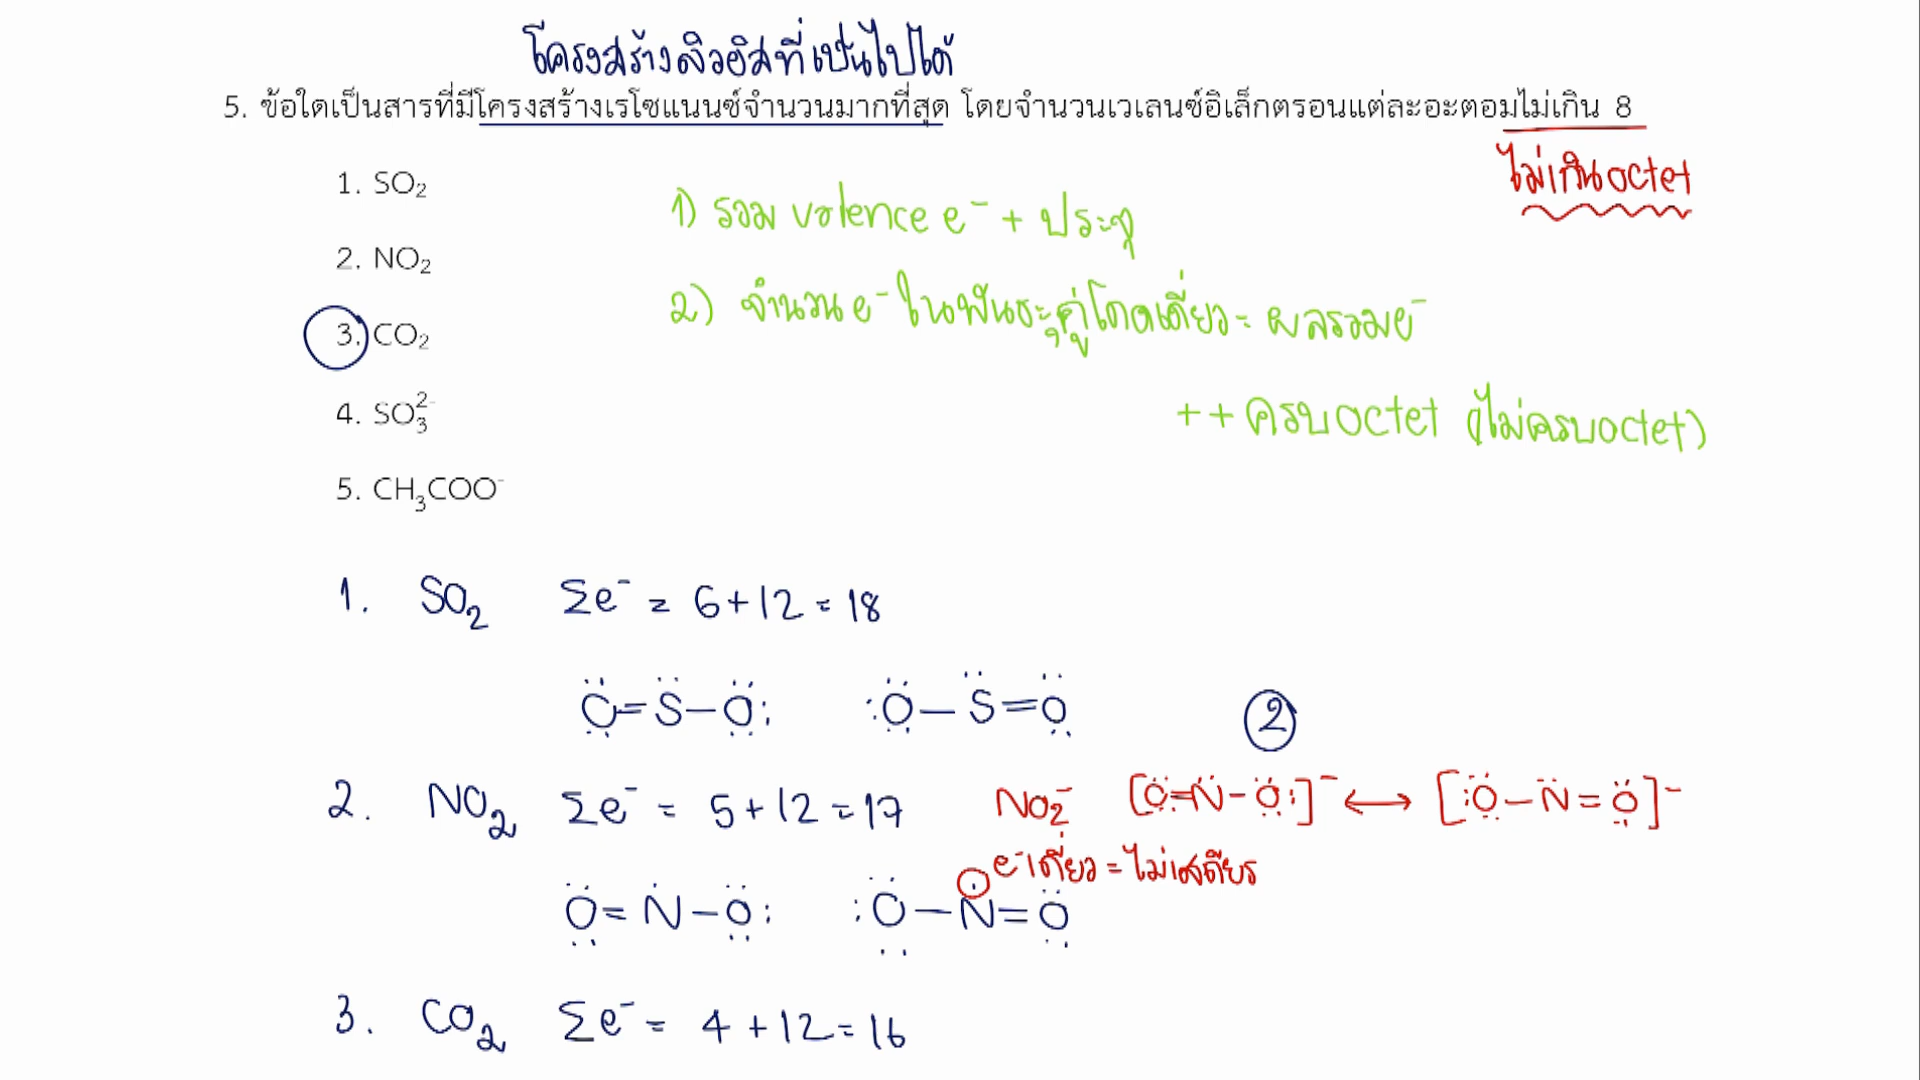 โครงสร้างลิวอิสที่เป็นไปได้
5. ข้อใดเป็นสารที่มีโครงสร้างเรโซแนนซ์จำนวนมากที่สุด โดยจำนวนเวเลนซ์อิเล็กตรอนแต่ละอะตอมไม่เกิน 8
ไม่เกิน octet
1. SO₂
1) รวม valence e⁻ + ประจุ
2. NO₂
2) จำนวน e⁻ ในพันธะ, คู่โดดเดี่ยว = ผลรวม e⁻
3. CO₂
4. SO₃²⁻
++ ครบ octet (ไม่ครบ octet)
5. CH₃COO⁻
1. SO₂ Σe⁻ = 6+12 = 18
O=S–O: :O–S=O ②
2. NO₂ Σe⁻ = 5+12 = 17 NO₂⁻ [O=N–O:]⁻ ⟷ [:O–N=O]⁻
e⁻เดี่ยว = ไม่เสถียร
O=N–O: :O–N=O
3. CO₂ Σe⁻ = 4+12 = 16